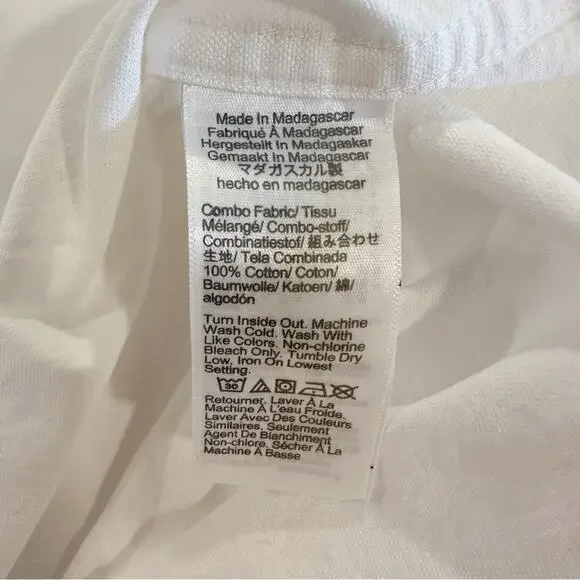 Made In Madagascar
Fabriqué À Madagascar
Hergestellt In Madagaskar
Gemaakt In Madagascar
マダガスカル製
hecho en madagascar
Combo Fabric/ Tissu
Mélangé/ Combo-stoff/
Combinatiestof/ 組み合わせ
生地/ Tela Combinada
100% Cotton/ Coton/
Baumwolle/ Katoen/ 綿/
algodón
Turn Inside Out. Machine
Wash Cold. Wash With
Like Colors. Non-chlorine
Bleach Only. Tumble Dry
Low. Iron On Lowest
Setting.
30
Retourner. Laver À La
Machine À L'eau Froide.
Laver Avec Des Couleurs
Similaires. Seulement
Agent De Blanchiment
Non-chlore. Sécher À La
Machine À Basse